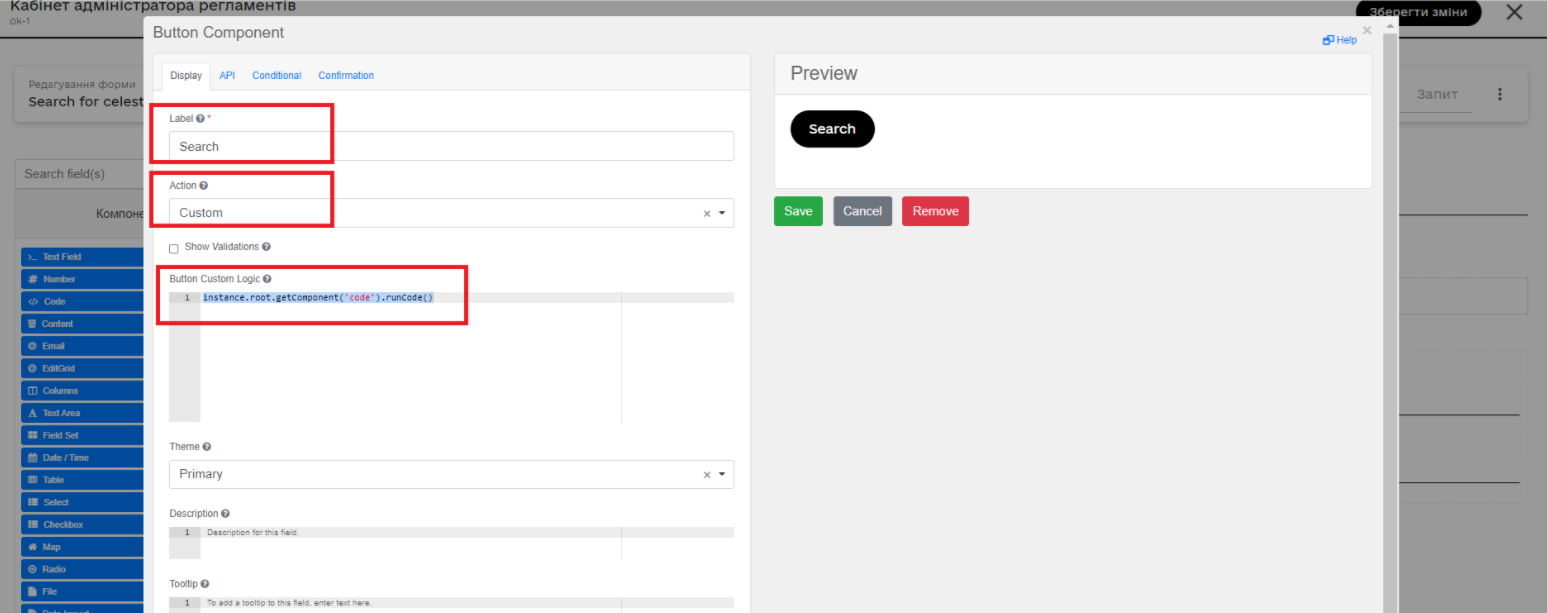 Кабінет адміністратора регламентів
ok-1
Зберегти зміни
Button Component
Help
Редагування форми
Search for celest
Запит
Search field(s)
Компоне
>_ Text Field
# Number
</> Code
Content
@ Email
EditGrid
Columns
A Text Area
Field Set
Date / Time
Table
Select
Checkbox
Map
Radio
File
Data Import
Display API Conditional Confirmation
Label *
Search
Action
Custom
Show Validations
Button Custom Logic
1 instance.root.getComponent('code').runCode()
Theme
Primary
Description
1 Description for this field.
Tooltip
1 To add a tooltip to this field, enter text here.
Preview
Search
Save Cancel Remove